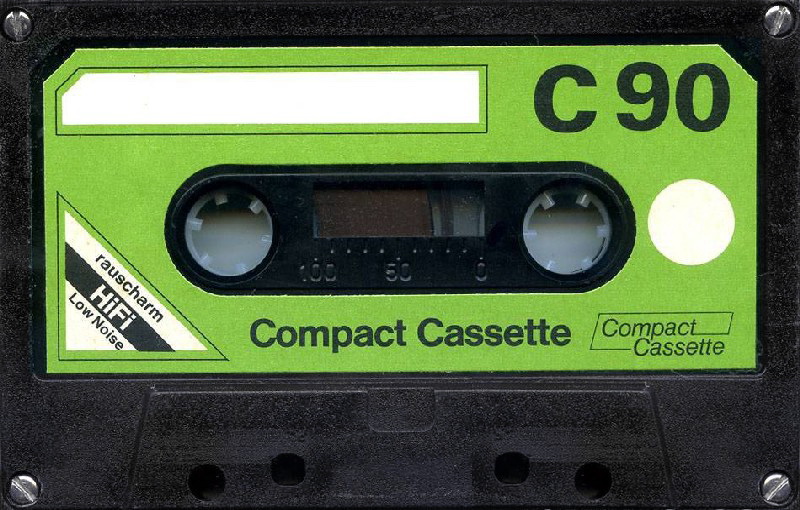 C 90
100 50 0
rauscharm
HiFi
Low Noise
Compact Cassette
Compact
Cassette